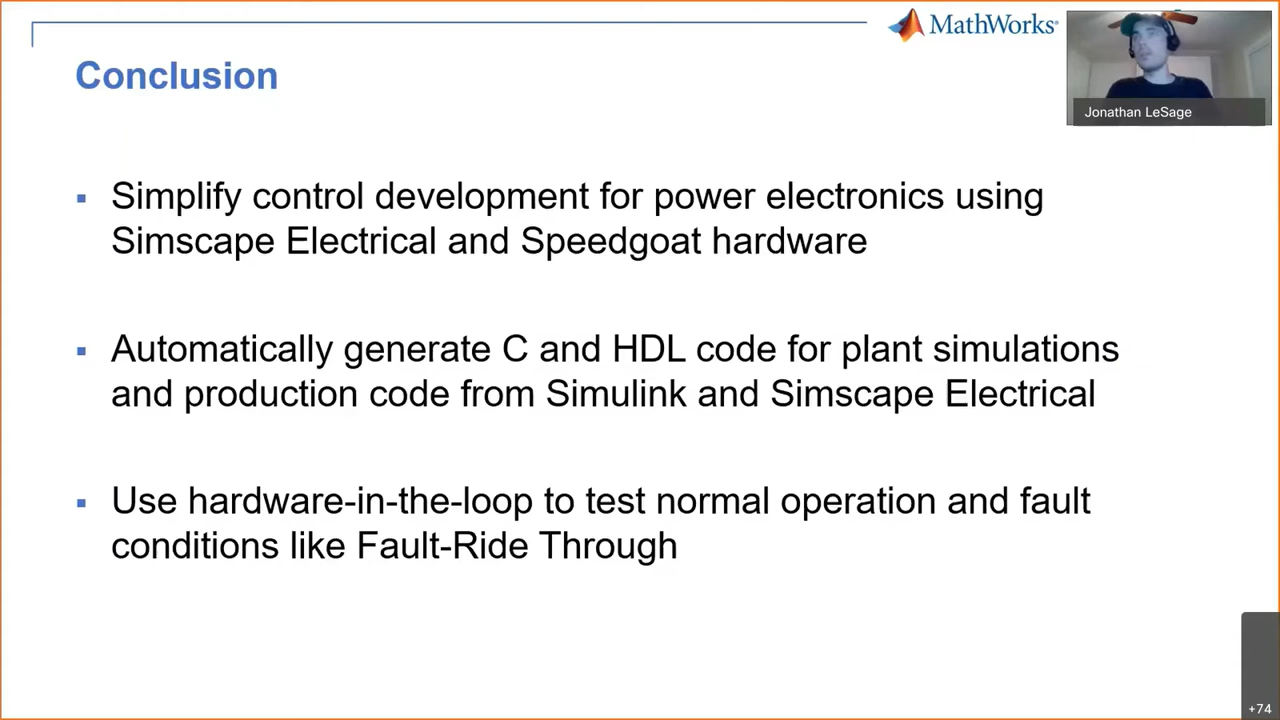 MathWorks®
Jonathan LeSage
Conclusion
▪ Simplify control development for power electronics using
Simscape Electrical and Speedgoat hardware
▪ Automatically generate C and HDL code for plant simulations
and production code from Simulink and Simscape Electrical
▪ Use hardware-in-the-loop to test normal operation and fault
conditions like Fault-Ride Through
+74